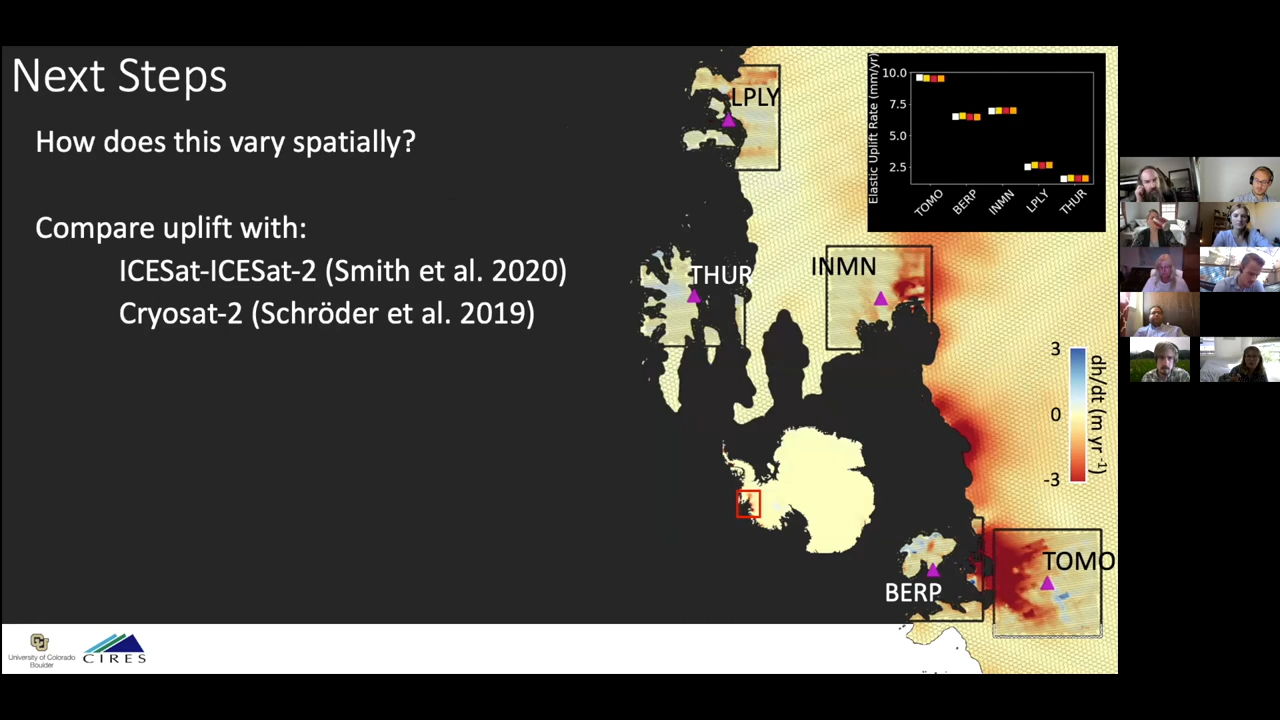 Next Steps
How does this vary spatially?
Compare uplift with:
ICESat-ICESat-2 (Smith et al. 2020)
Cryosat-2 (Schröder et al. 2019)
LPLY
THUR
INMN
BERP
TOMO
Elastic Uplift Rate (mm/yr)
10.0
7.5
5.0
2.5
TOMO
BERP
INMN
LPLY
THUR
3
0
-3
dh/dt (m yr -1)
University of Colorado
Boulder
CIRES